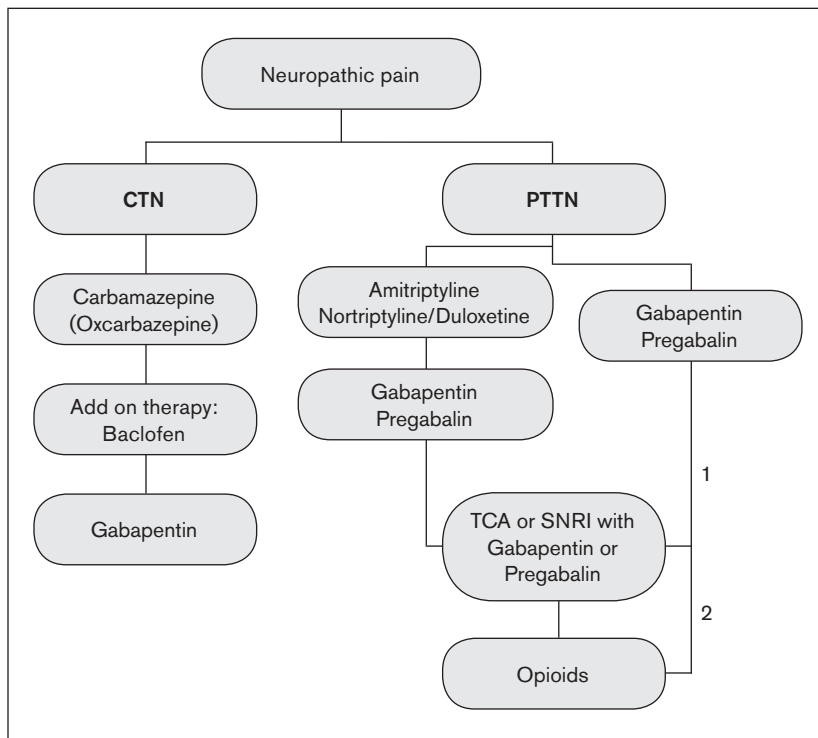 Neuropathic pain
CTN
PTTN
Carbamazepine
(Oxcarbazepine)
Amitriptyline
Nortriptyline/Duloxetine
Gabapentin
Pregabalin
Add on therapy:
Baclofen
Gabapentin
Pregabalin
1
Gabapentin
TCA or SNRI with
Gabapentin or
Pregabalin
2
Opioids